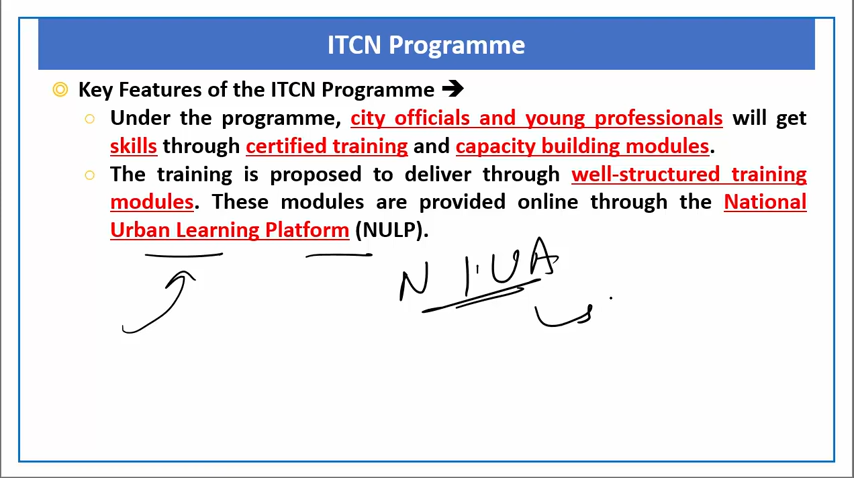 ITCN Programme
Key Features of the ITCN Programme ➔
Under the programme, city officials and young professionals will get
skills through certified training and capacity building modules.
The training is proposed to deliver through well-structured training
modules. These modules are provided online through the National
Urban Learning Platform (NULP).
NIUA